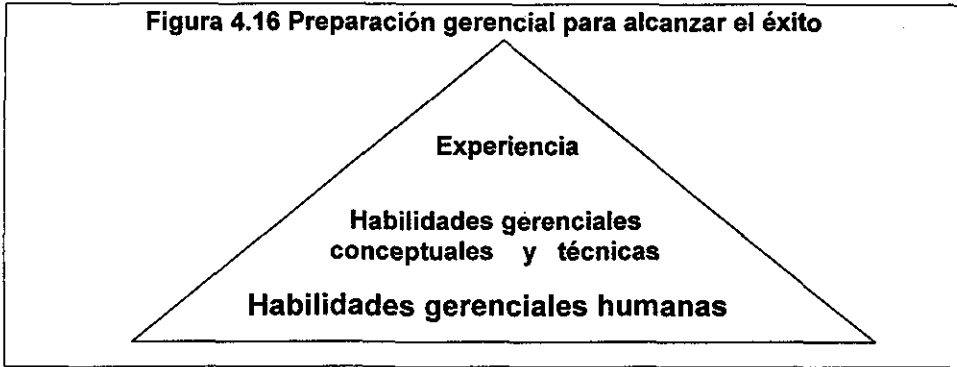 Figura 4.16 Preparación gerencial para alcanzar el éxito
Experiencia
Habilidades gerenciales
conceptuales y técnicas
Habilidades gerenciales humanas